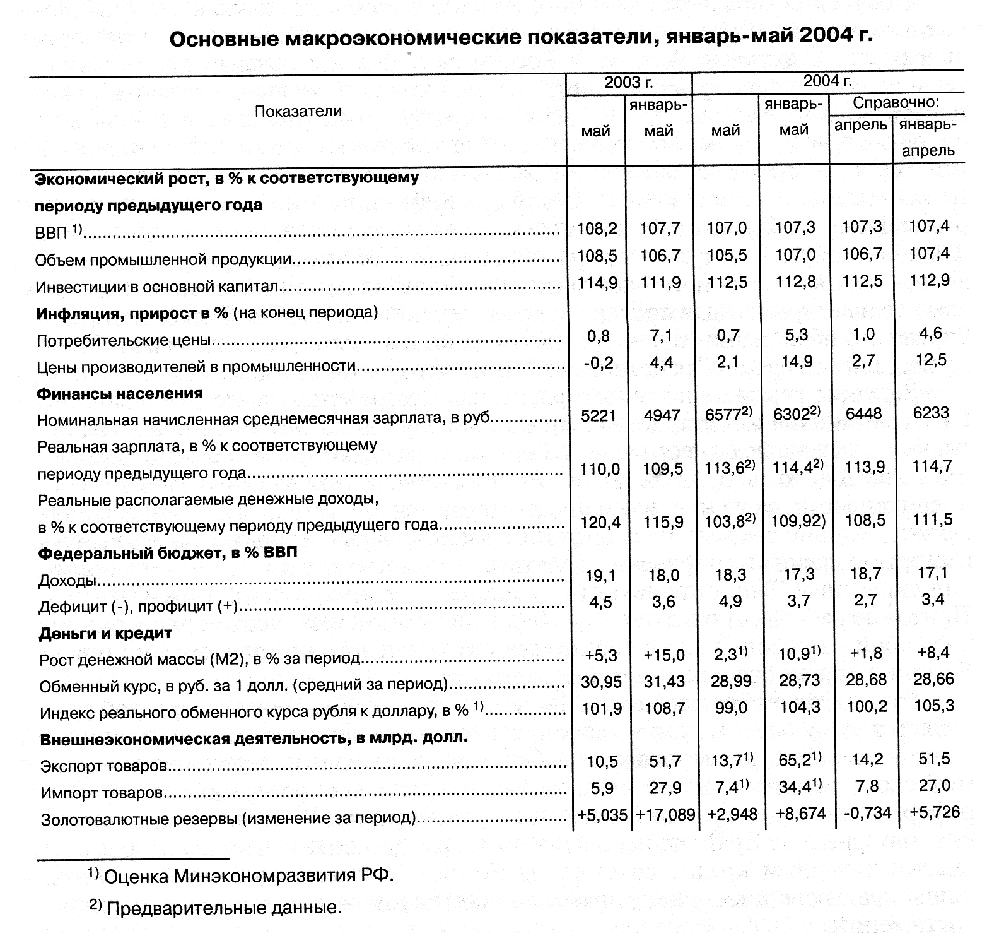 Основные макроэкономические показатели, январь-май 2004 г.
Показатели 2003 г. 2004 г.
май январь-май май январь-май Справочно:
апрель январь-апрель
Экономический рост, в % к соответствующему
периоду предыдущего года
ВВП 1) 108,2 107,7 107,0 107,3 107,3 107,4
Объем промышленной продукции 108,5 106,7 105,5 107,0 106,7 107,4
Инвестиции в основной капитал 114,9 111,9 112,5 112,8 112,5 112,9
Инфляция, прирост в % (на конец периода)
Потребительские цены 0,8 7,1 0,7 5,3 1,0 4,6
Цены производителей в промышленности -0,2 4,4 2,1 14,9 2,7 12,5
Финансы населения
Номинальная начисленная среднемесячная зарплата, в руб. 5221 4947 65772) 63022) 6448 6233
Реальная зарплата, в % к соответствующему
периоду предыдущего года 110,0 109,5 113,62) 114,42) 113,9 114,7
Реальные располагаемые денежные доходы,
в % к соответствующему периоду предыдущего года 120,4 115,9 103,82) 109,92) 108,5 111,5
Федеральный бюджет, в % ВВП
Доходы 19,1 18,0 18,3 17,3 18,7 17,1
Дефицит (-), профицит (+) 4,5 3,6 4,9 3,7 2,7 3,4
Деньги и кредит
Рост денежной массы (М2), в % за период +5,3 +15,0 2,31) 10,91) +1,8 +8,4
Обменный курс, в руб. за 1 долл. (средний за период) 30,95 31,43 28,99 28,73 28,68 28,66
Индекс реального обменного курса рубля к доллару, в % 1) 101,9 108,7 99,0 104,3 100,2 105,3
Внешнеэкономическая деятельность, в млрд. долл.
Экспорт товаров 10,5 51,7 13,71) 65,21) 14,2 51,5
Импорт товаров 5,9 27,9 7,41) 34,41) 7,8 27,0
Золотовалютные резервы (изменение за период) +5,035 +17,089 +2,948 +8,674 -0,734 +5,726
1) Оценка Минэкономразвития РФ.
2) Предварительные данные.